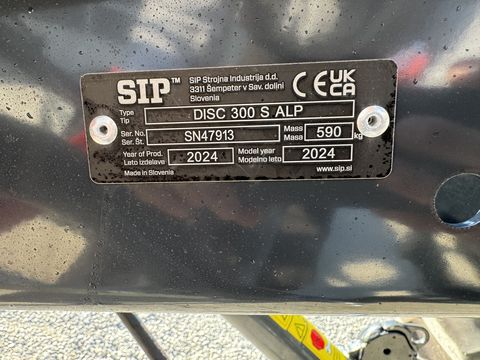 SIP™
SIP Strojna Industrija d.d.
3311 Šempeter v Sav. dolini
Slovenia
CE UK CA
Type
Tip
DISC 300 S ALP
Ser. No.
Ser. Št.
SN47913
Mass
Masa
590 kg
Year of Prod.
Leto izdelave
2024
Model year
Modelno leto
2024
Made in Slovenia
www.sip.si